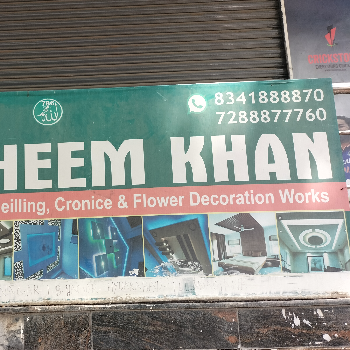 8341888870
7288877760
HEEM KHAN
eilling, Cronice & Flower Decoration Works